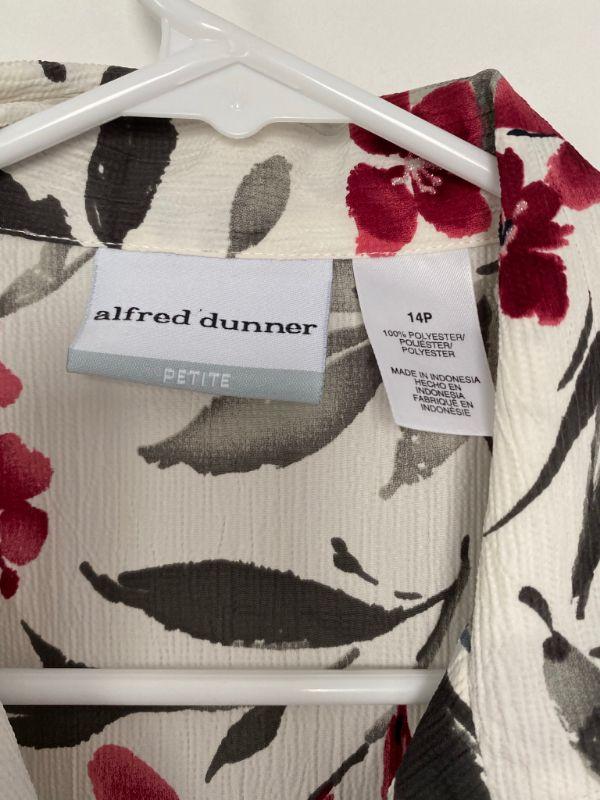 alfred dunner
PETITE
14P
100% POLYESTER/
POLIÉSTER/
POLYESTER
MADE IN INDONESIA
HECHO EN
INDONESIA
FABRIQUÉ EN
INDONÉSIE